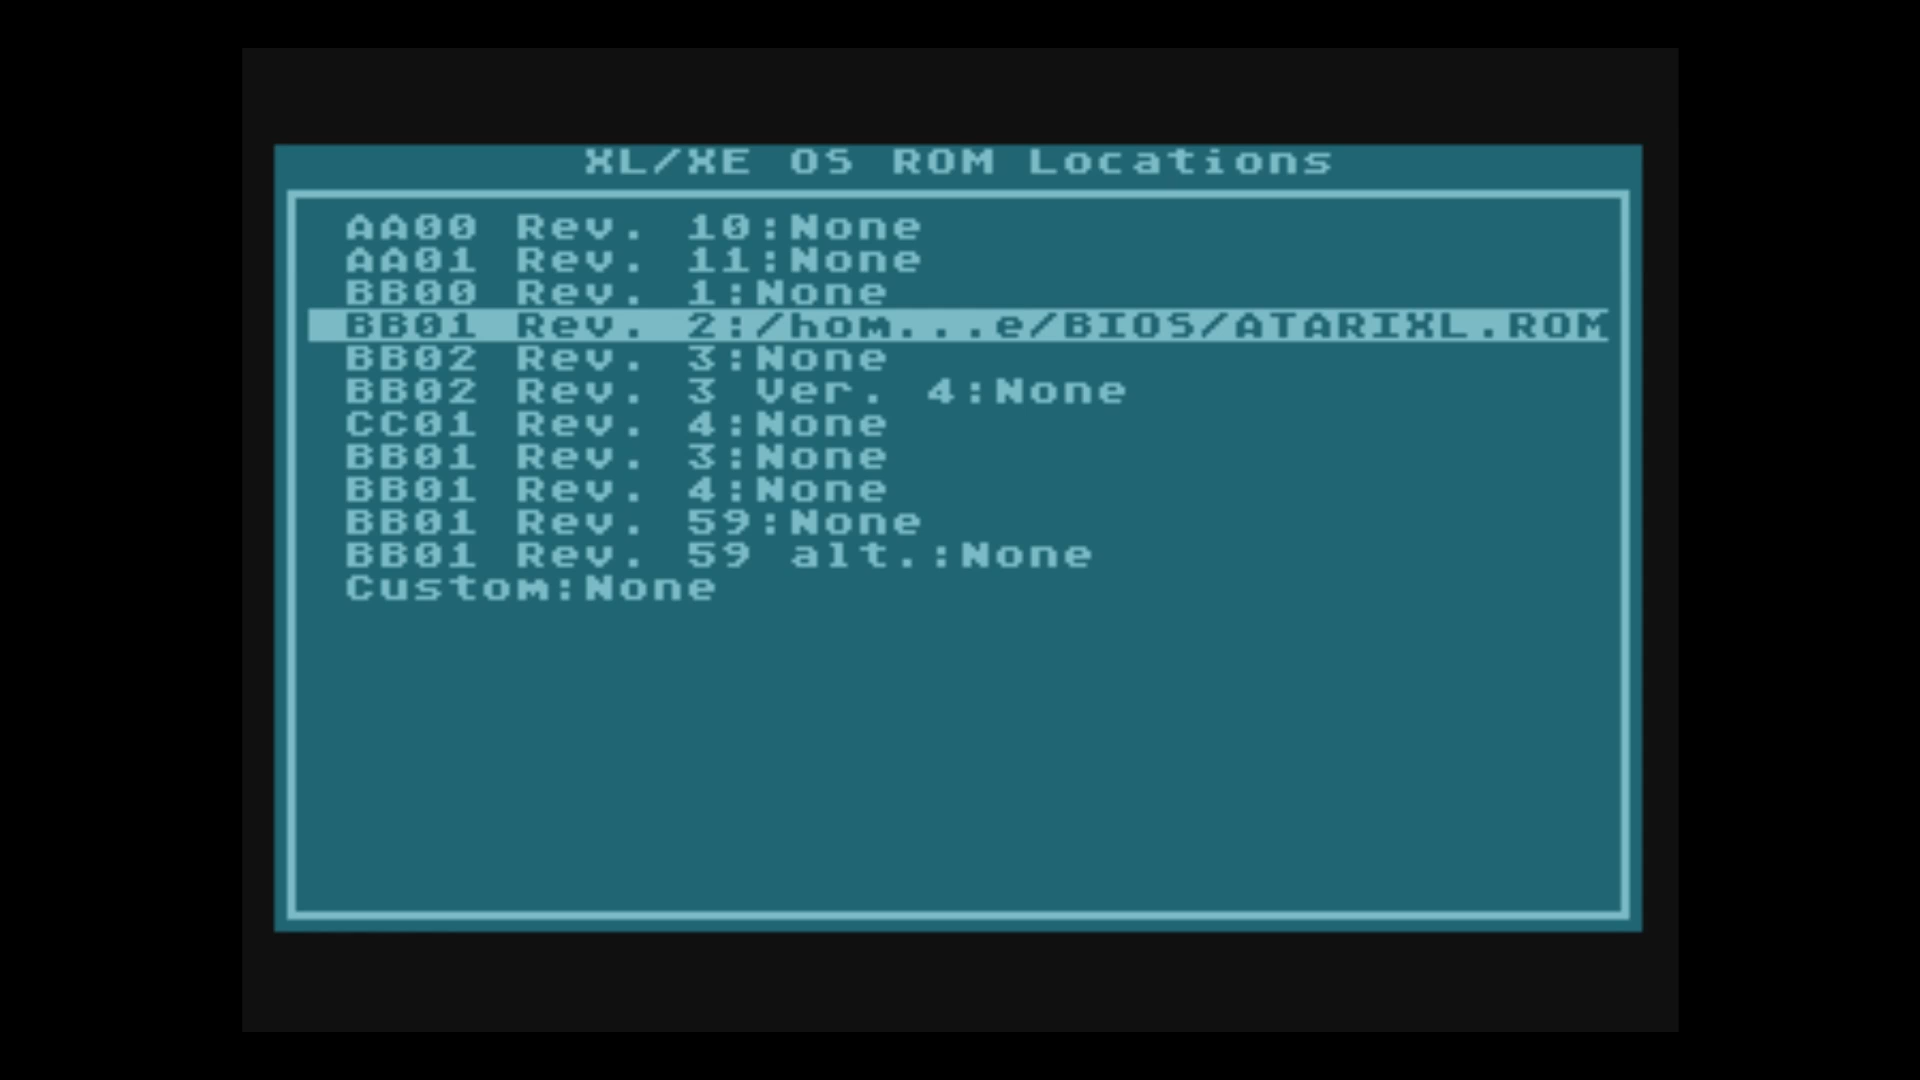 XL/XE OS ROM Locations
AA00 Rev. 10:None
AA01 Rev. 11:None
BB00 Rev. 1:None
BB01 Rev. 2:/hom...e/BIOS/ATARIXL.ROM
BB02 Rev. 3:None
BB02 Rev. 3 Ver. 4:None
CC01 Rev. 4:None
BB01 Rev. 3:None
BB01 Rev. 4:None
BB01 Rev. 59:None
BB01 Rev. 59 alt.:None
Custom:None